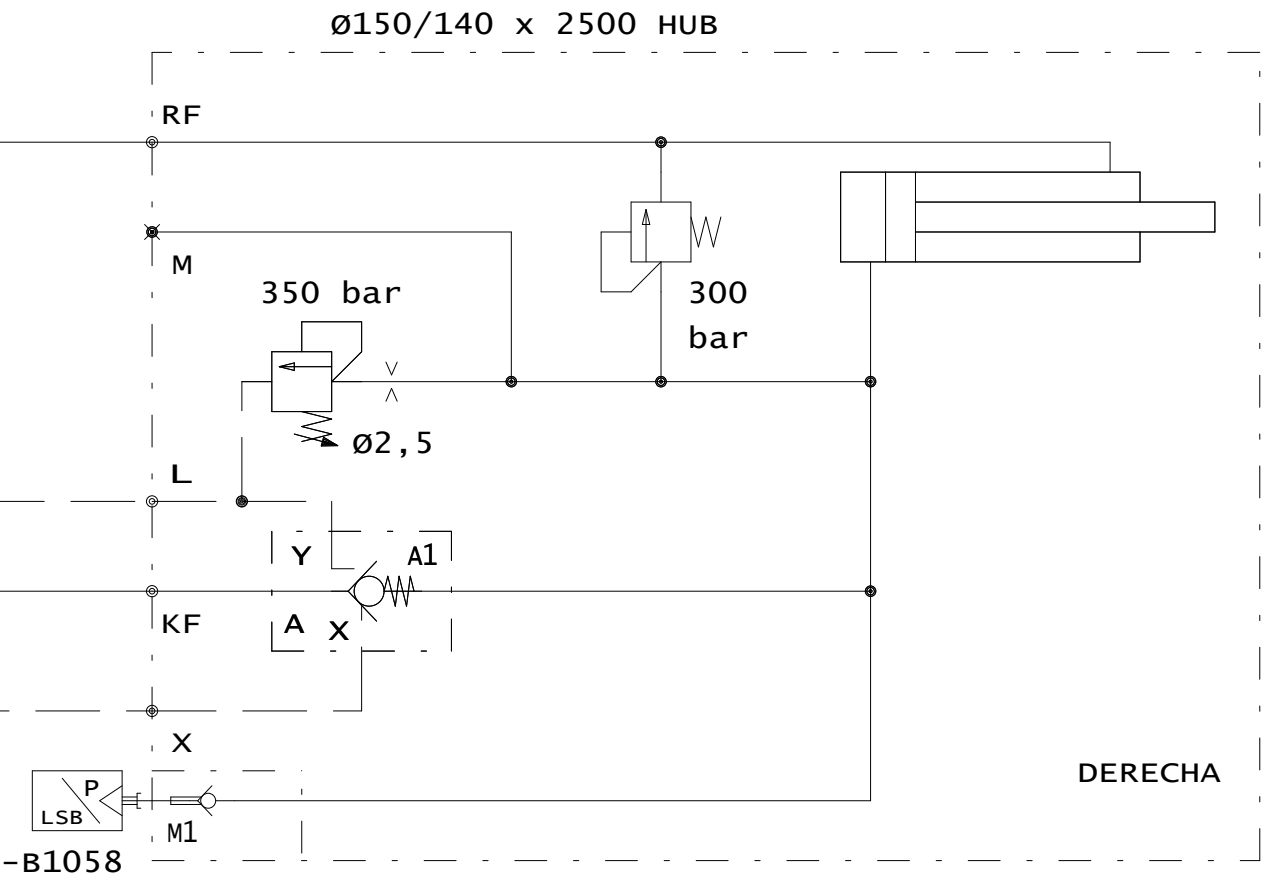 Ø150/140 x 2500 HUB
RF
M
350 bar
300
bar
Ø2,5
L
Y
A1
KF
A
X
X
P
LSB
M1
DERECHA
-B1058